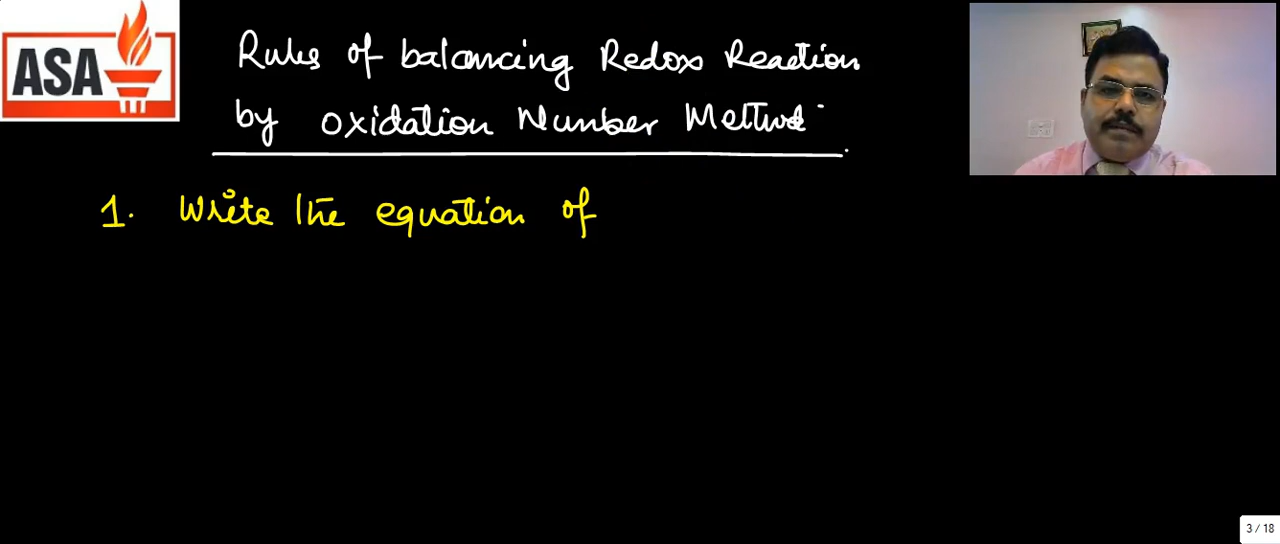 ASA
Rules of balancing Redox Reaction
by oxidation Number Method
1. Write the equation of
3 / 18